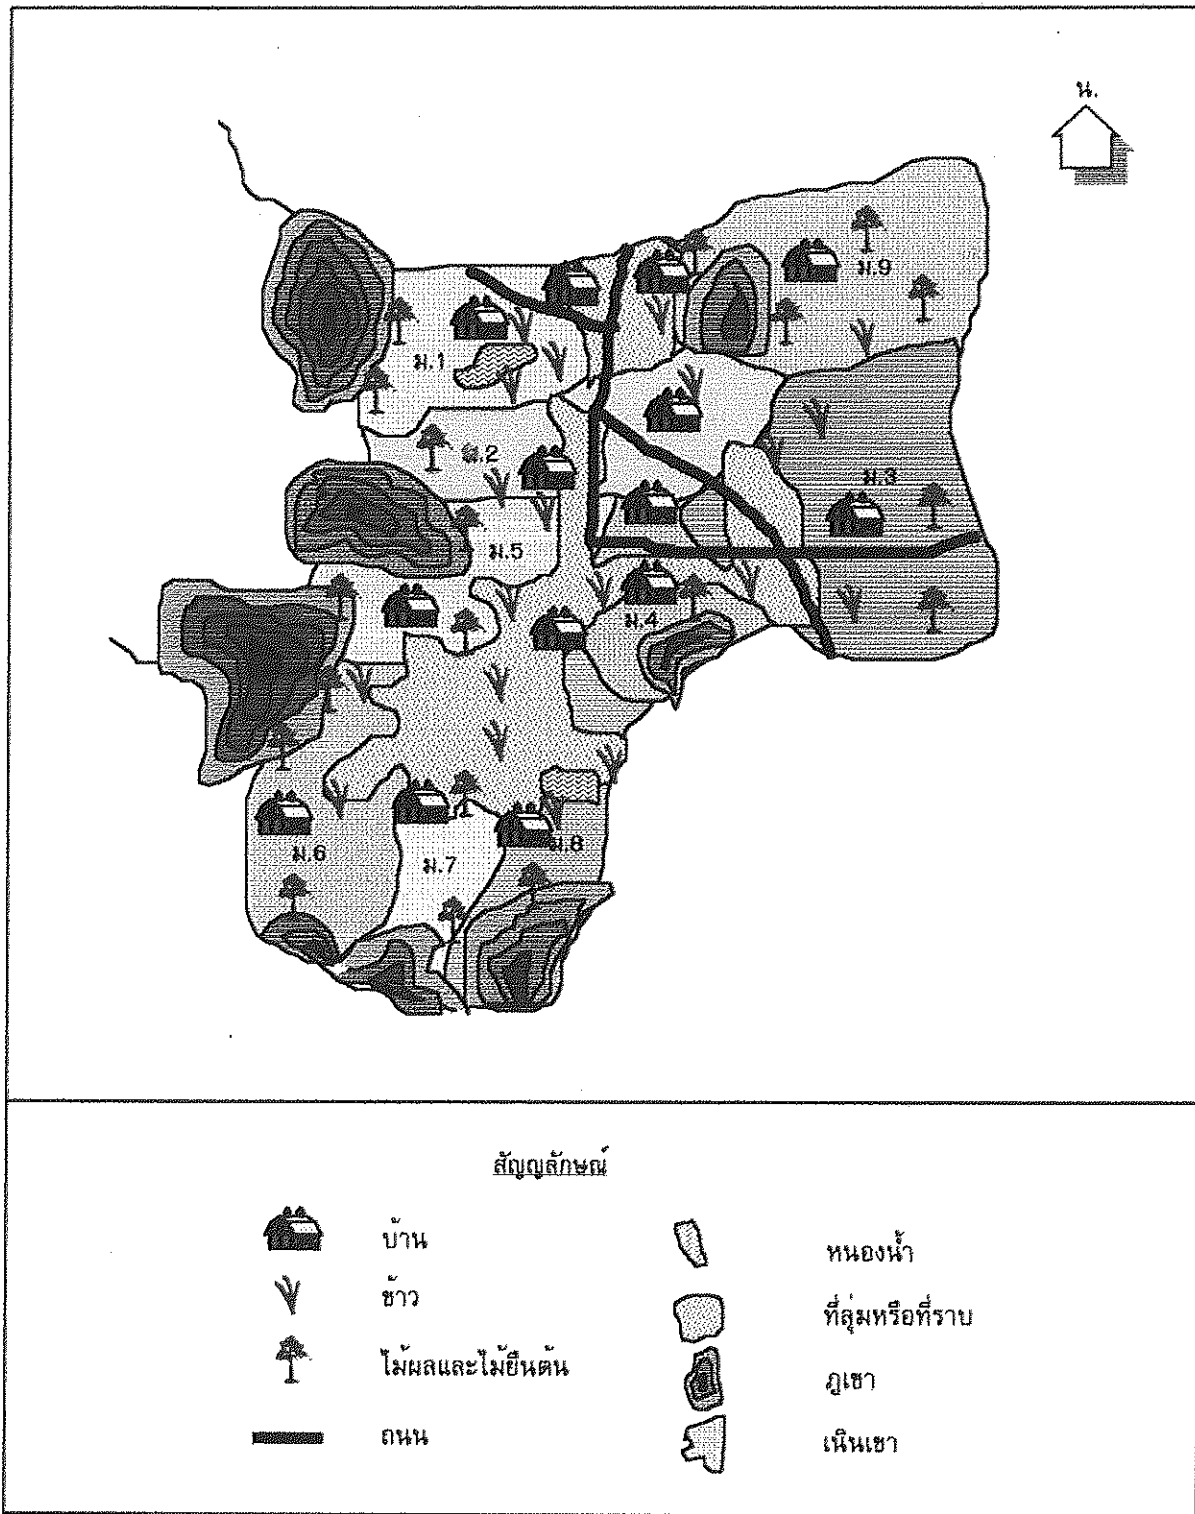 น.
ม.9
ม.1
ม.2
ม.3
ม.5
ม.4
ม.8
ม.6
ม.7
สัญญลักษณ์
บ้าน
หนองน้ำ
ข้าว
ที่ลุ่มหรือที่ราบ
ไม้ผลและไม้ยืนต้น
ภูเขา
ถนน
เนินเขา